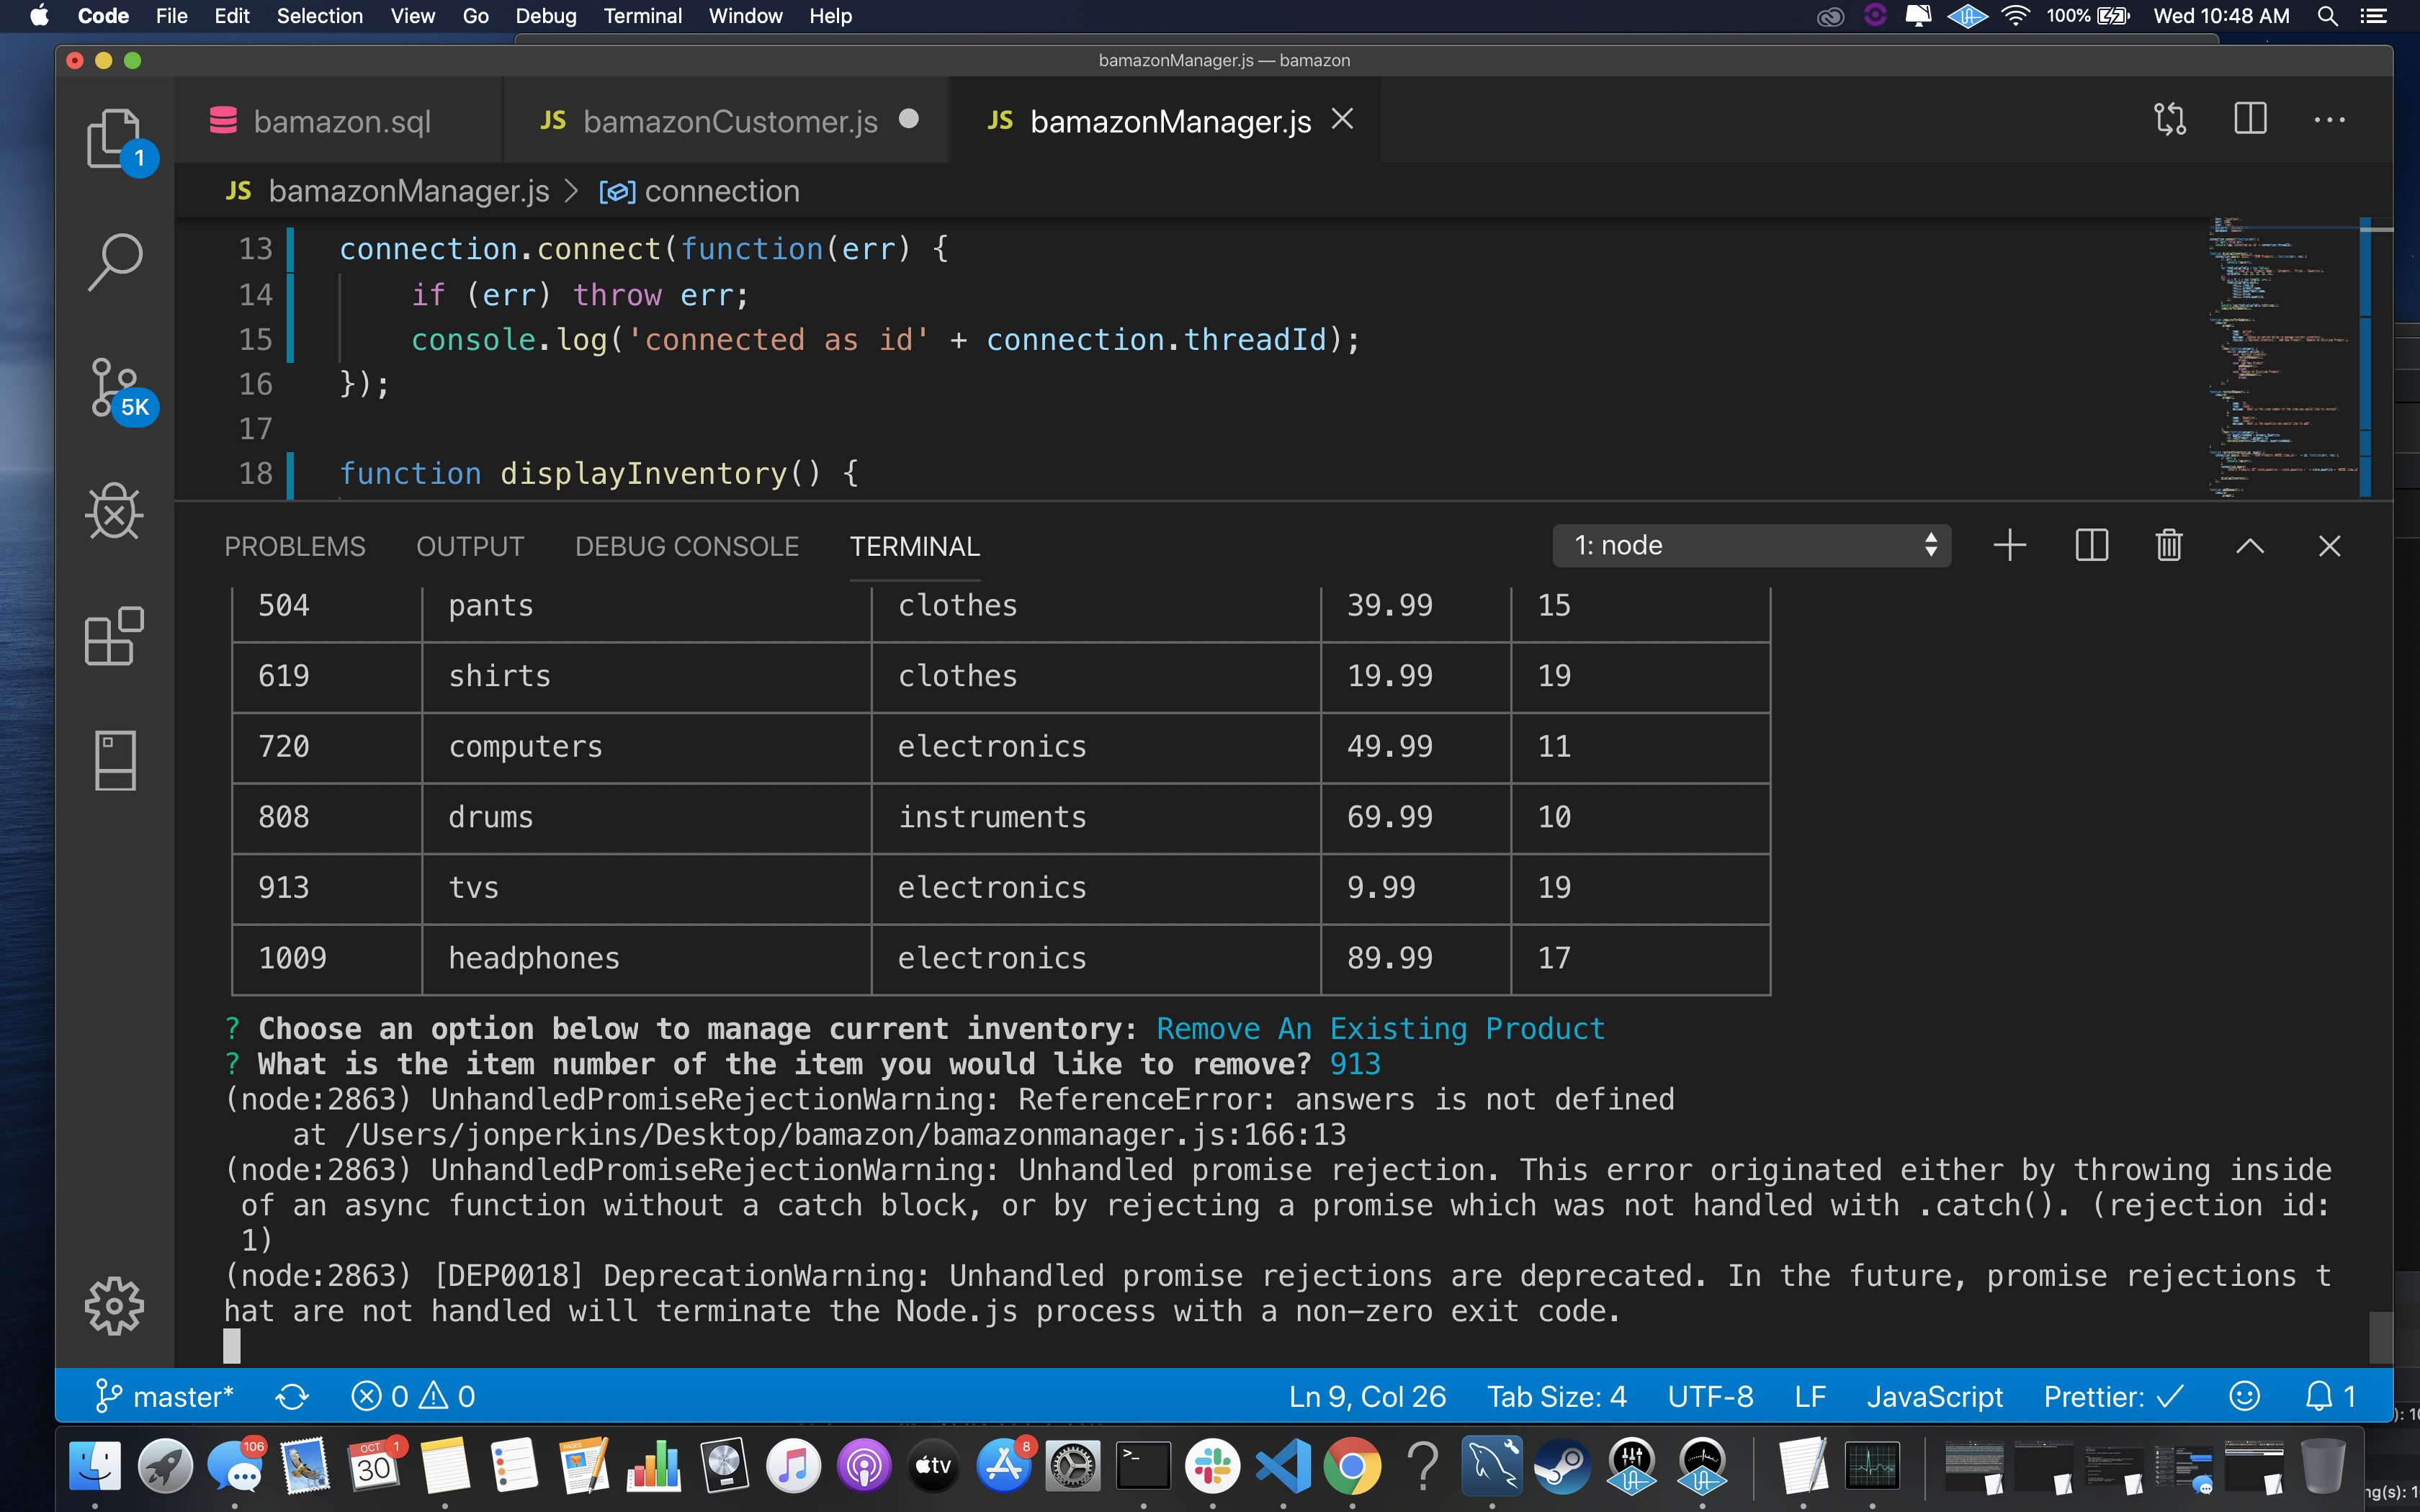 Code File Edit Selection View Go Debug Terminal Window Help 100% Wed 10:48 AM
bamazonManager.js — bamazon
bamazon.sql JS bamazonCustomer.js JS bamazonManager.js
1
JS bamazonManager.js > connection
13 connection.connect(function(err) {
14 if (err) throw err;
15 console.log('connected as id' + connection.threadId);
16 });
5K
17
18 function displayInventory() {
PROBLEMS OUTPUT DEBUG CONSOLE TERMINAL 1: node
504 pants clothes 39.99 15
619 shirts clothes 19.99 19
720 computers electronics 49.99 11
808 drums instruments 69.99 10
913 tvs electronics 9.99 19
1009 headphones electronics 89.99 17
? Choose an option below to manage current inventory: Remove An Existing Product
? What is the item number of the item you would like to remove? 913
(node:2863) UnhandledPromiseRejectionWarning: ReferenceError: answers is not defined
at /Users/jonperkins/Desktop/bamazon/bamazonmanager.js:166:13
(node:2863) UnhandledPromiseRejectionWarning: Unhandled promise rejection. This error originated either by throwing inside
of an async function without a catch block, or by rejecting a promise which was not handled with .catch(). (rejection id:
1)
(node:2863) [DEP0018] DeprecationWarning: Unhandled promise rejections are deprecated. In the future, promise rejections t
hat are not handled will terminate the Node.js process with a non-zero exit code.
master* 0 0 Ln 9, Col 26 Tab Size: 4 UTF-8 LF JavaScript Prettier: ✓ 1
106 OCT 30 1 PAGES tv 8 >_ ?